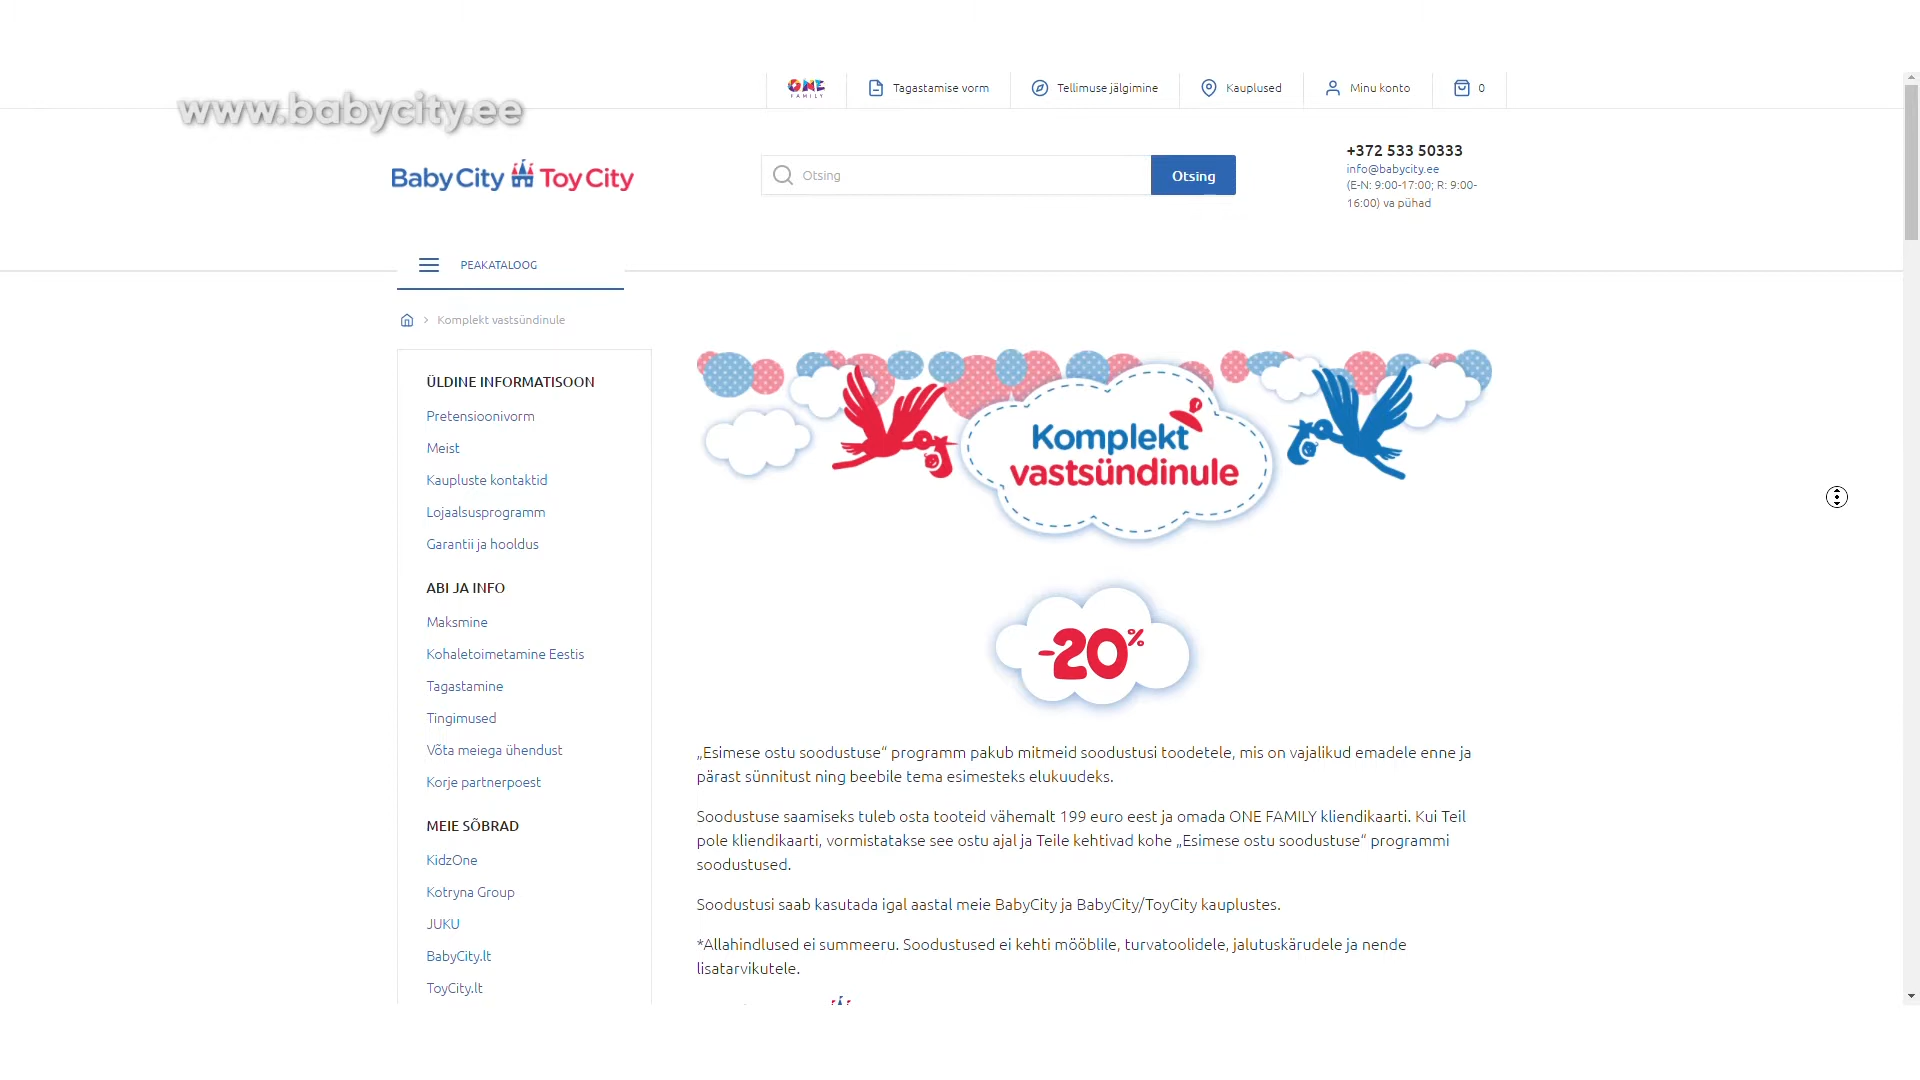 ONE
FAMILY
Tagastamise vorm
Tellimuse jälgimine
Kauplused
Minu konto
0
www.babycity.ee
BabyCity ToyCity
Otsing
Otsing
+372 533 50333
info@babycity.ee
(E-N: 9:00-17:00; R: 9:00-
16:00) va pühad
PEAKATALOOG
Komplekt vastsündinule
ÜLDINE INFORMATISOON
Pretensioonivorm
Meist
Kaupluste kontaktid
Lojaalsusprogramm
Garantii ja hooldus
ABI JA INFO
Maksmine
Kohaletoimetamine Eestis
Tagastamine
Tingimused
Võta meiega ühendust
Korje partnerpoest
MEIE SÕBRAD
KidzOne
Kotryna Group
JUKU
BabyCity.lt
ToyCity.lt
Komplekt
vastsündinule
-20%
„Esimese ostu soodustuse“ programm pakub mitmeid soodustusi toodetele, mis on vajalikud emadele enne ja
pärast sünnitust ning beebile tema esimesteks elukuudeks.
Soodustuse saamiseks tuleb osta tooteid vähemalt 199 euro eest ja omada ONE FAMILY kliendikaarti. Kui Teil
pole kliendikaarti, vormistatakse see ostu ajal ja Teile kehtivad kohe „Esimese ostu soodustuse“ programmi
soodustused.
Soodustusi saab kasutada igal aastal meie BabyCity ja BabyCity/ToyCity kauplustes.
*Allahindlused ei summeeru. Soodustused ei kehti mööblile, turvatoolidele, jalutuskärudele ja nende
lisatarvikutele.